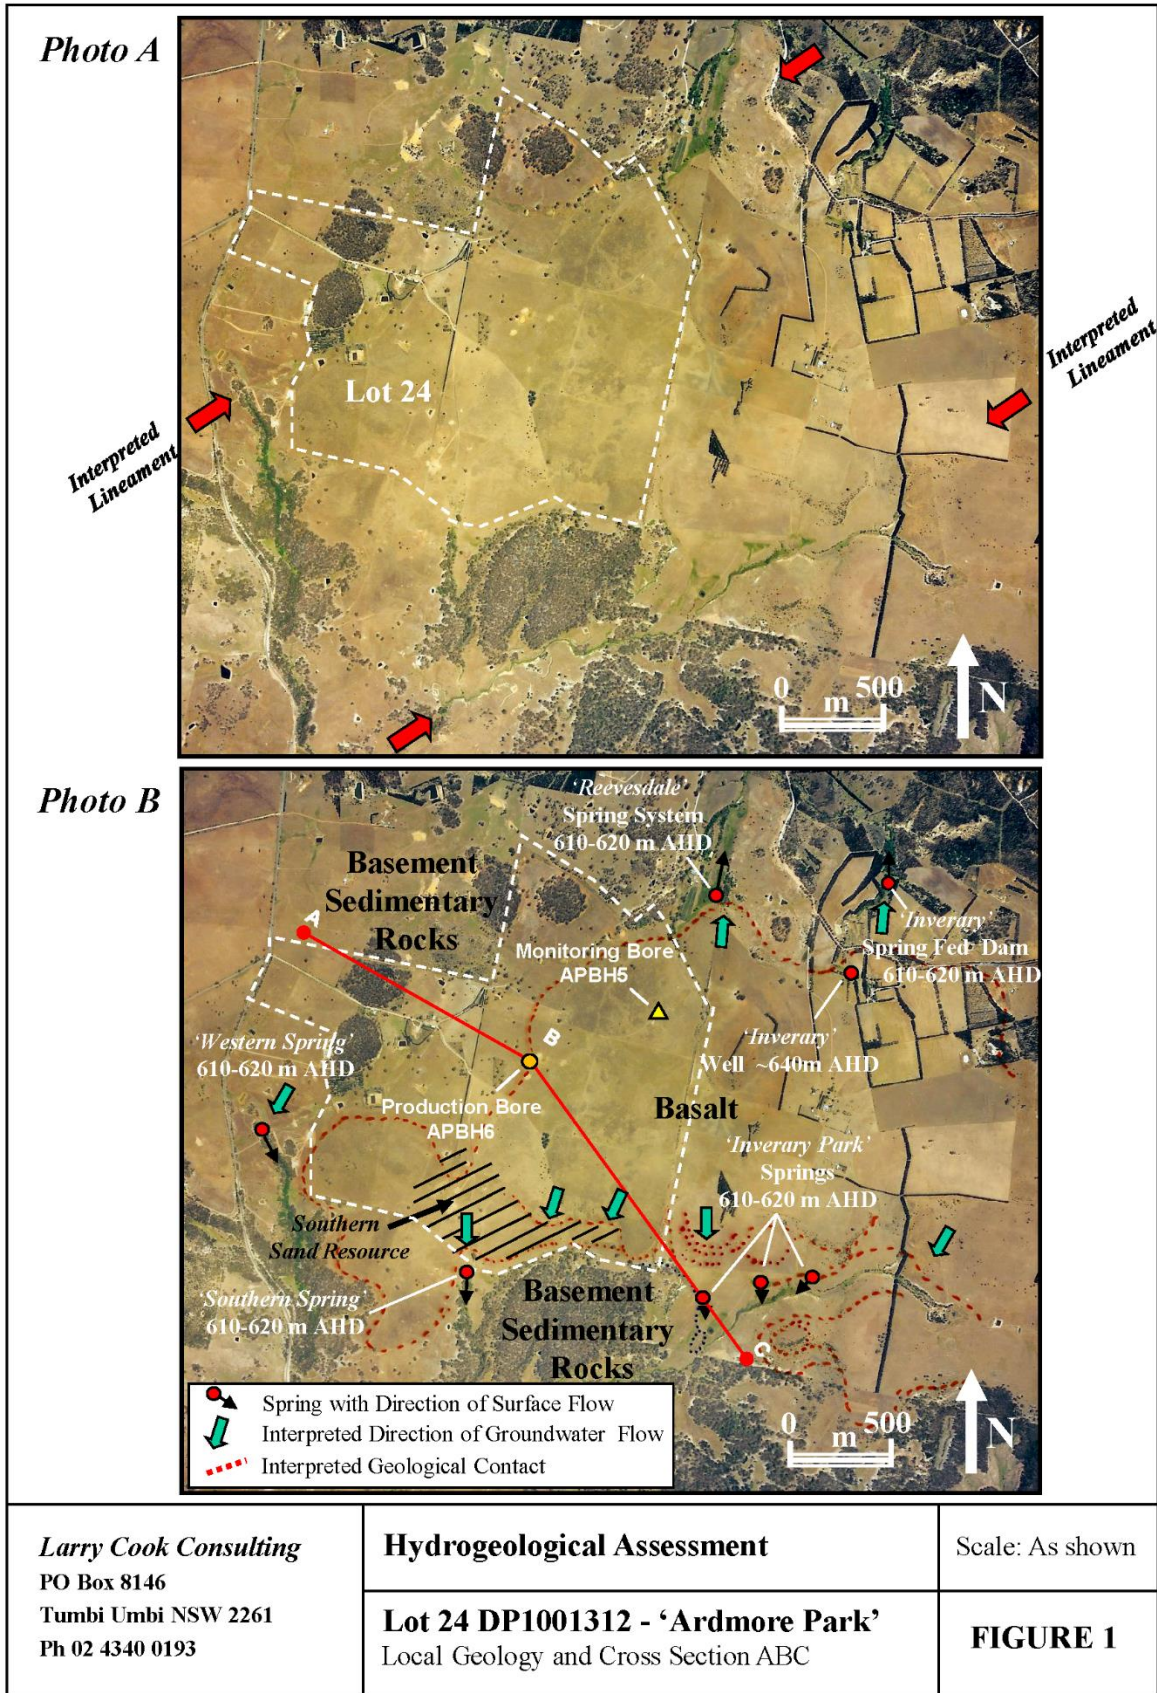 Photo A
Lot 24
Interpreted
Lineament
Interpreted
Lineament
0 500
m
N
Photo B
‘Reevesdale’
Spring System
610-620 m AHD
Basement
Sedimentary
Rocks
A
‘Inverary’
Spring Fed Dam
610-620 m AHD
Monitoring Bore
APBH5
‘Western Spring’
610-620 m AHD
B
‘Inverary’
Well ~640m AHD
Production Bore
APBH6
Basalt
‘Inverary Park’
Springs’
610-620 m AHD
Southern
Sand Resource
‘Southern Spring’
610-620 m AHD
Basement
Sedimentary
Rocks
C
Spring with Direction of Surface Flow
Interpreted Direction of Groundwater Flow
Interpreted Geological Contact
0 500
m
N
Larry Cook Consulting
PO Box 8146
Tumbi Umbi NSW 2261
Ph 02 4340 0193
Hydrogeological Assessment
Lot 24 DP1001312 - ‘Ardmore Park’
Local Geology and Cross Section ABC
Scale: As shown
FIGURE 1